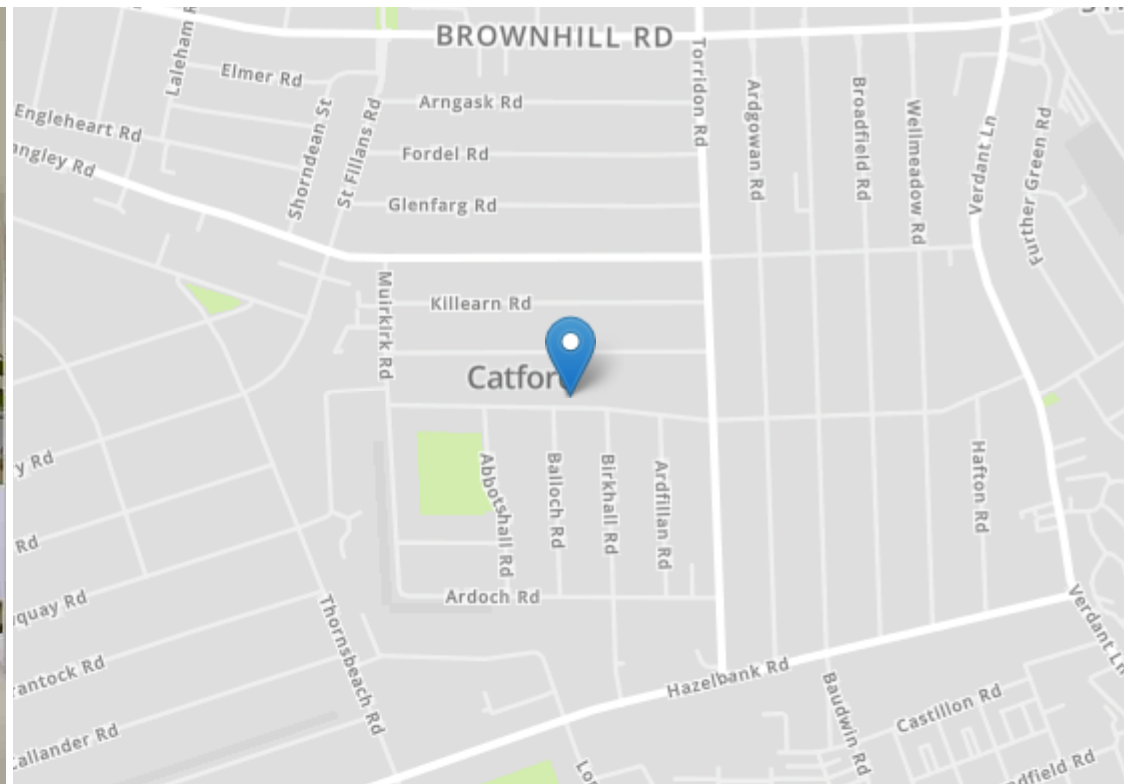 BROWNHILL RD
Laleham R
Elmer Rd
Torridon Rd
Arngask Rd
Ardgowan Rd
Broadfield Rd
Wellmeadow Rd
Verdant Ln
Further Green Rd
Engleheart Rd
Shorndean St
St Fillans Rd
angley Rd
Fordel Rd
Glenfarg Rd
Muirkirk Rd
Killearn Rd
Catfor
y Rd
Abbotshall Rd
Balloch Rd
Birkhall Rd
Ardfillan Rd
Hafton Rd
Rd
Ardoch Rd
quay Rd
Thornsbeach Rd
Verdant Ln
antock Rd
Hazelbank Rd
Baudwin Rd
Castillon Rd
allander Rd
Lo
dfield Rd